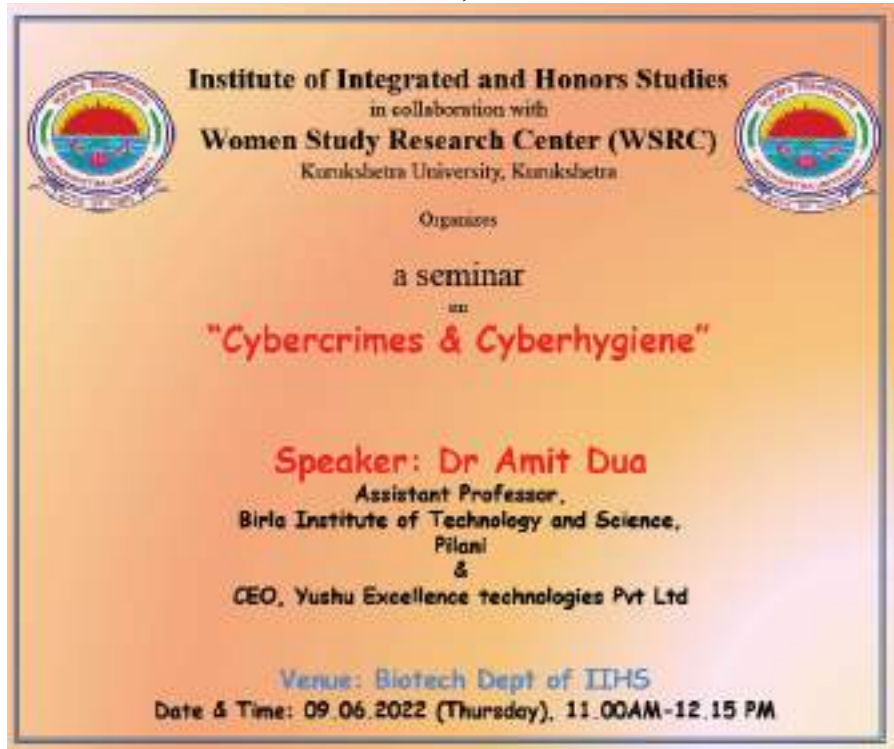 Institute of Integrated and Honors Studies
in collaboration with
Women Study Research Center (WSRC)
Kurukshetra University, Kurukshetra
Organizes
a seminar
on
"Cybercrimes & Cyberhygiene"
Speaker: Dr Amit Dua
Assistant Professor,
Birla Institute of Technology and Science,
Pilani
&
CEO, Yushu Excellence technologies Pvt Ltd
Venue: Biotech Dept of IIHS
Date & Time: 09.06.2022 (Thursday), 11.00AM-12.15 PM